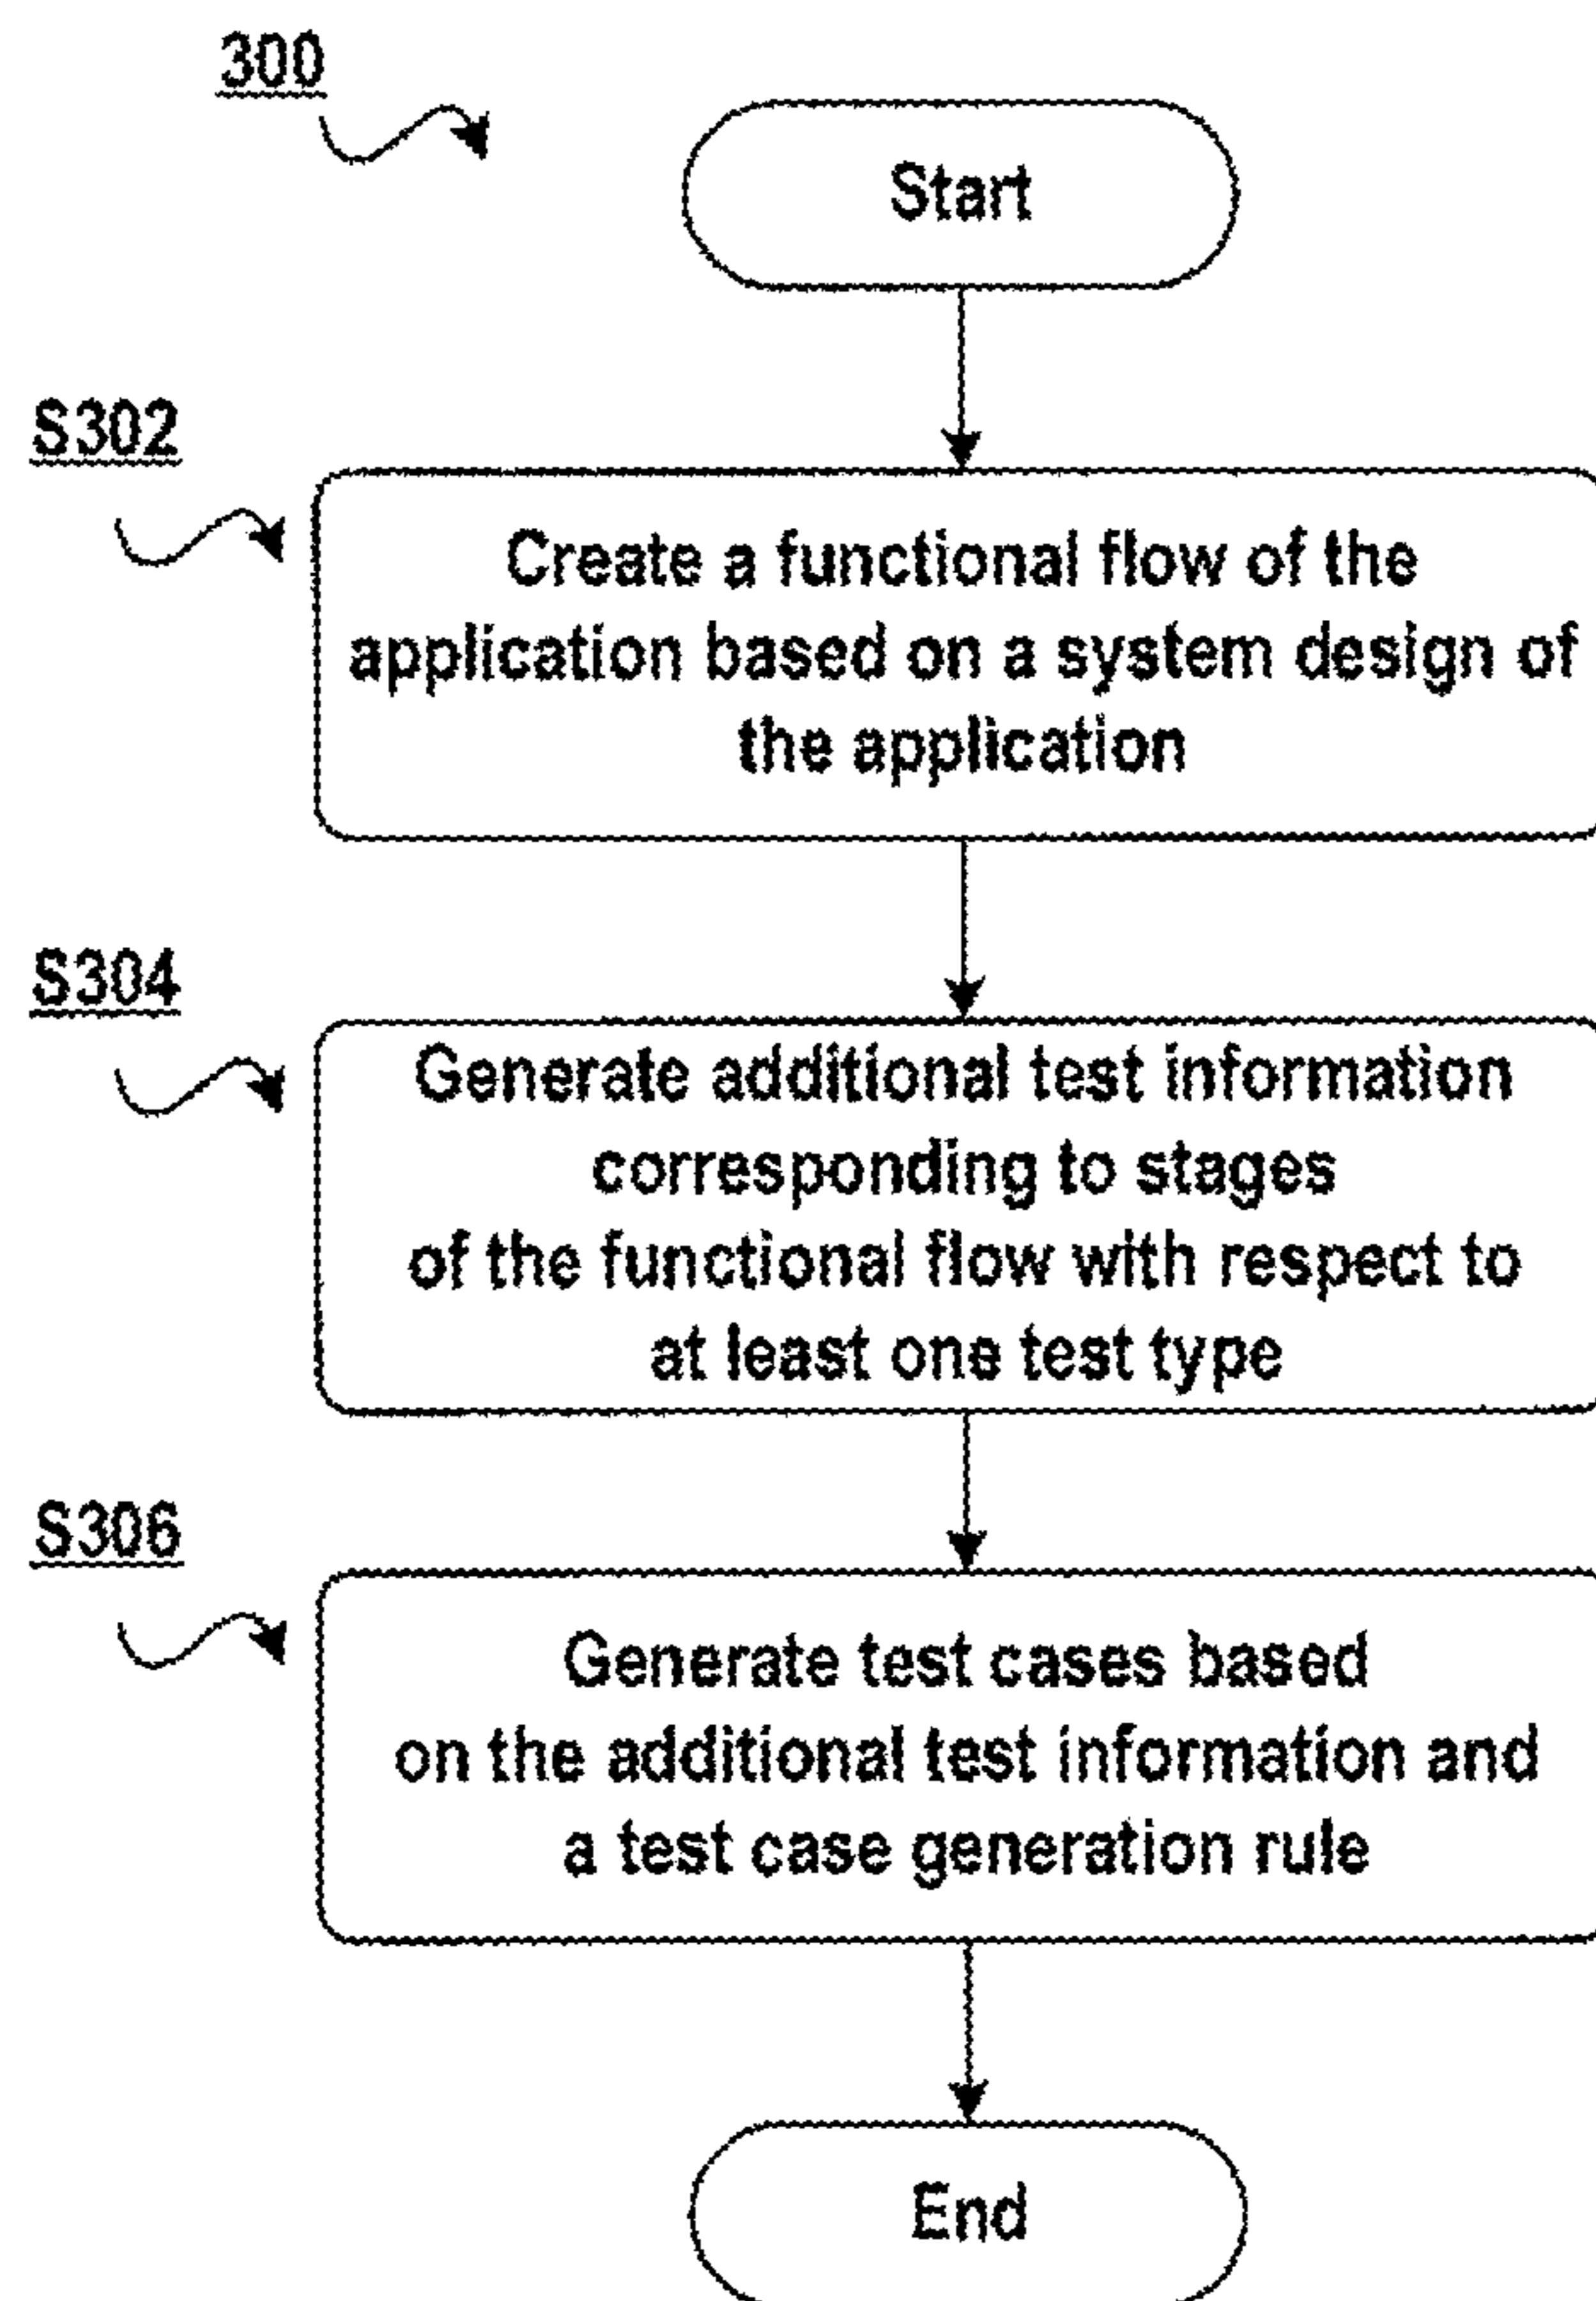 300
Start
S302
Create a functional flow of the
application based on a system design of
the application
S304
Generate additional test information
corresponding to stages
of the functional flow with respect to
at least one test type
S306
Generate test cases based
on the additional test information and
a test case generation rule
End